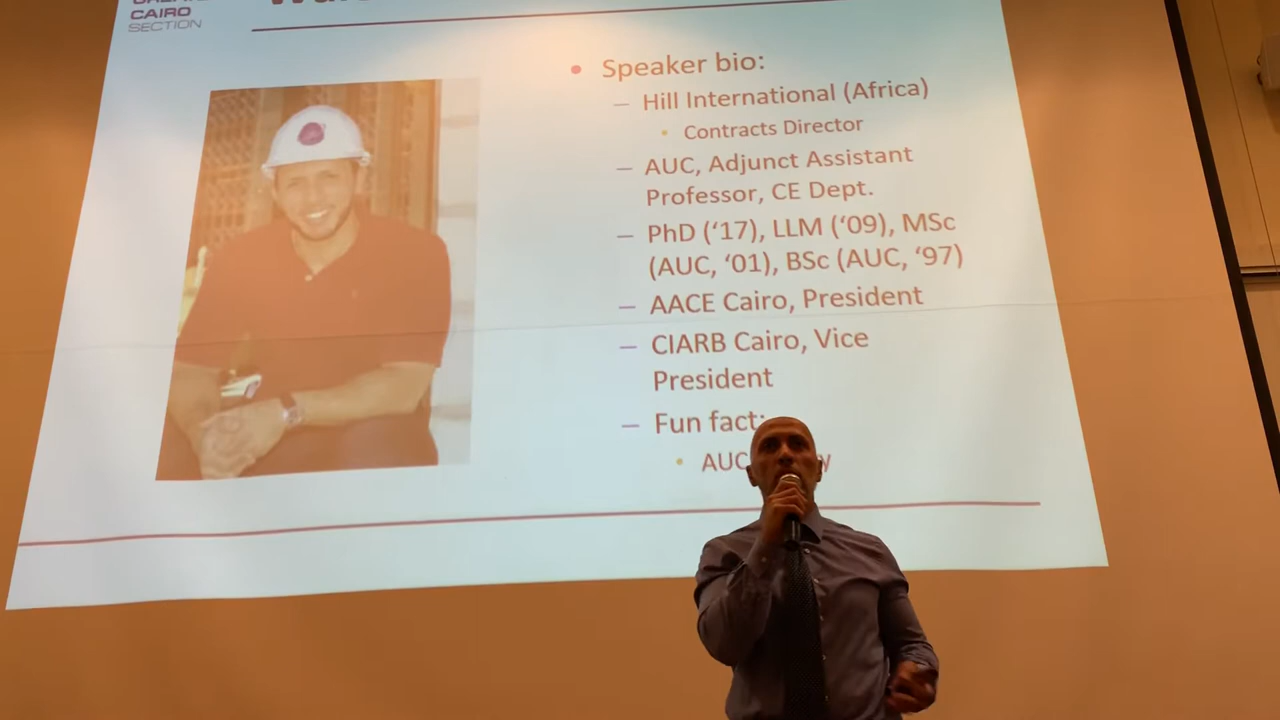 CAIRO
SECTION
• Speaker bio:
– Hill International (Africa)
• Contracts Director
– AUC, Adjunct Assistant
Professor, CE Dept.
– PhD (‘17), LLM (‘09), MSc
(AUC, ‘01), BSc (AUC, ‘97)
– AACE Cairo, President
– CIARB Cairo, Vice
President
– Fun fact:
• AUC